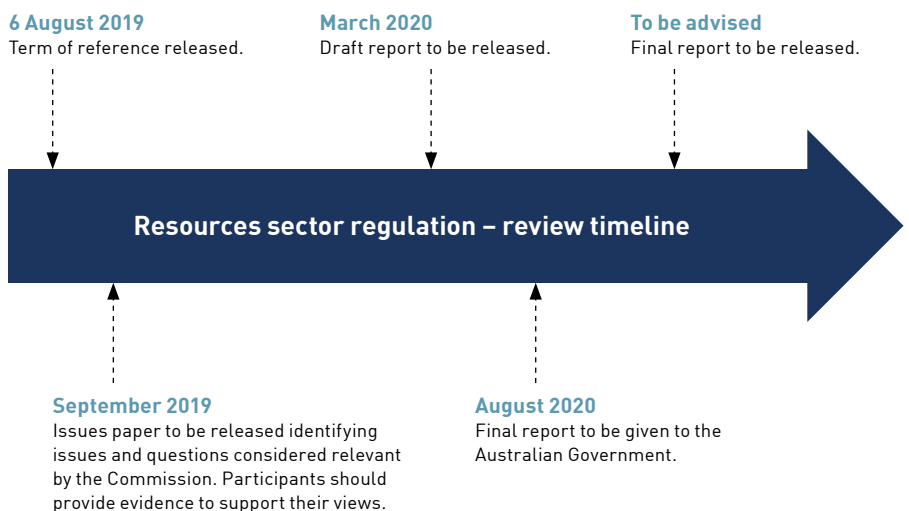 6 August 2019
Term of reference released.
March 2020
Draft report to be released.
To be advised
Final report to be released.
Resources sector regulation – review timeline
September 2019
Issues paper to be released identifying
issues and questions considered relevant
by the Commission. Participants should
provide evidence to support their views.
August 2020
Final report to be given to the
Australian Government.